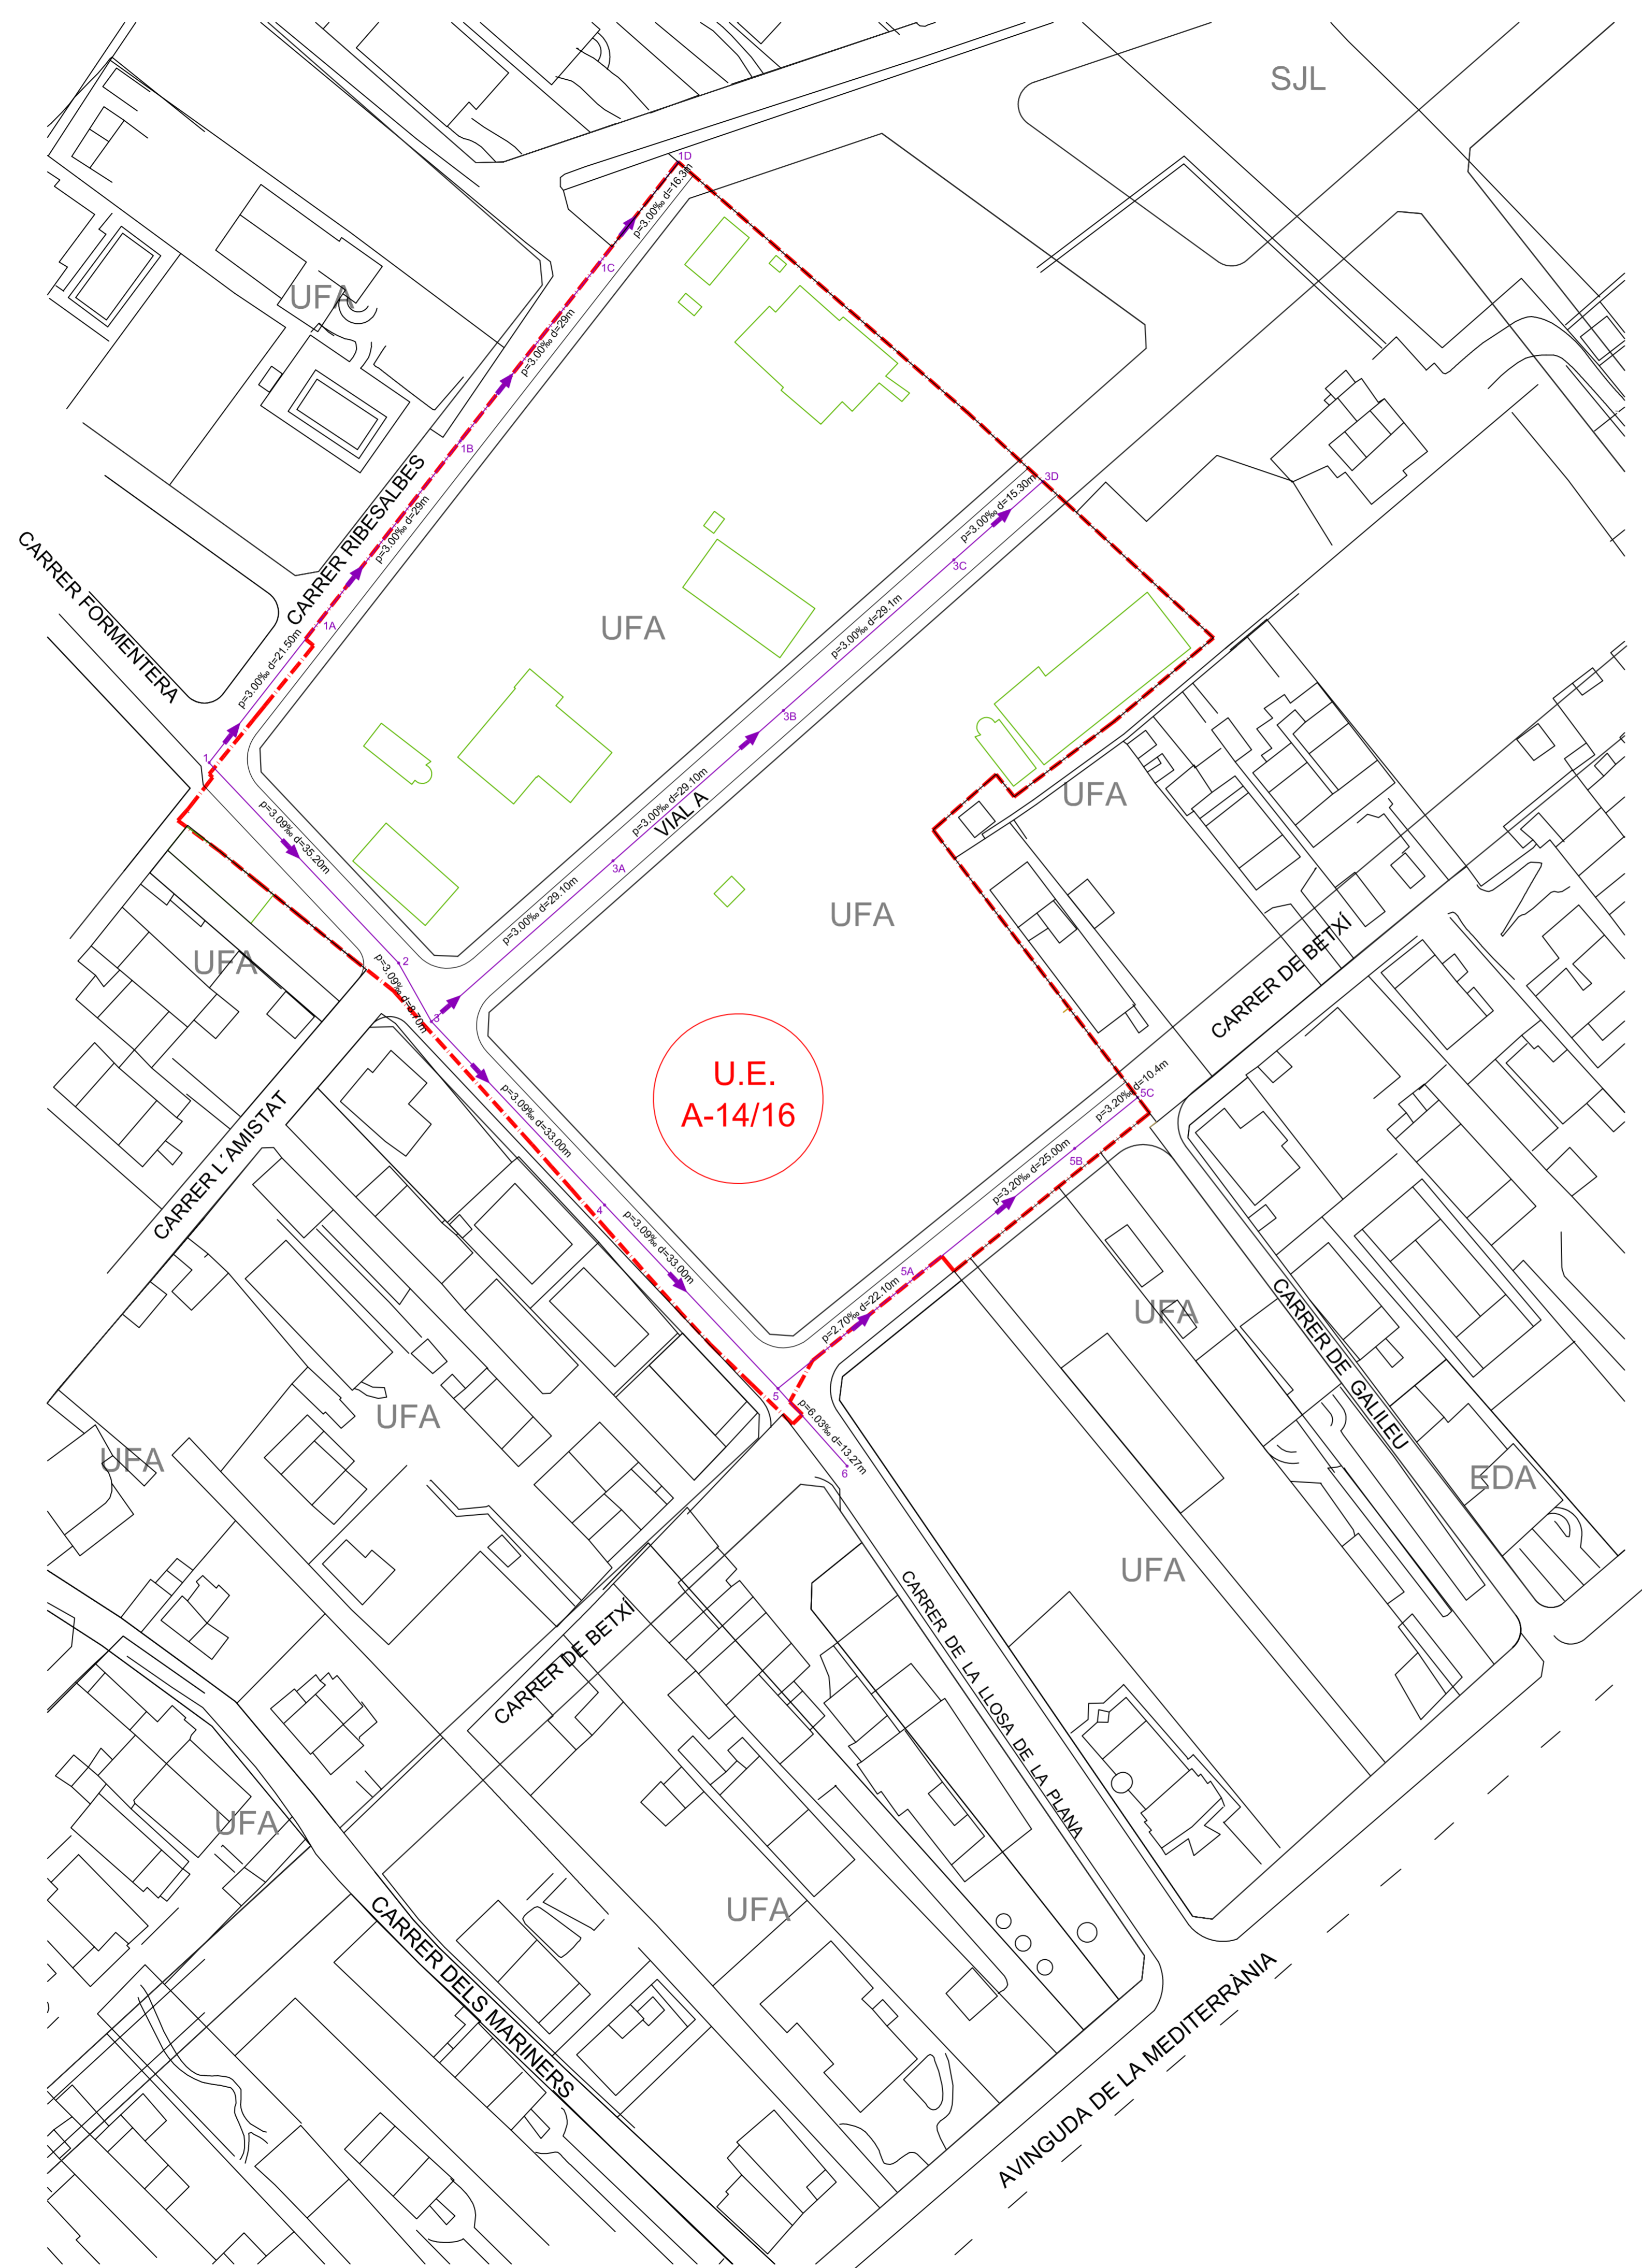 SJL
1D
p=3.00‰ d=16.3m
1C
UFA
p=3.00‰ d=29m
1B
CARRER RIBESALBES
p=3.00‰ d=29m
3D
p=3.00‰ d=15.30m
3C
CARRER FORMENTERA
1A
UFA
p=3.00‰ d=29.1m
p=3.00‰ d=21.50m
3B
1
UFA
p=3.00‰ d=29.10m
VIAL A
p=3.09‰ d=35.20m
3A
UFA
p=3.00‰ d=29.10m
UFA
2
CARRER DE BETXÍ
p=3.09‰ d=8.70m
3
U.E.
A-14/16
p=3.20‰ d=10.4m
5C
p=3.09‰ d=33.00m
CARRER L´AMISTAT
5B
p=3.20‰ d=25.00m
4
p=3.09‰ d=33.00m
5A
p=2.70‰ d=22.10m
UFA
CARRER DE GALILEU
5
UFA
p=6.03‰ d=13.27m
UFA
6
EDA
UFA
CARRER DE LA LLOSA DE LA PLANA
CARRER DE BETXÍ
UFA
UFA
CARRER DELS MARINERS
AVINGUDA DE LA MEDITERRÀNIA